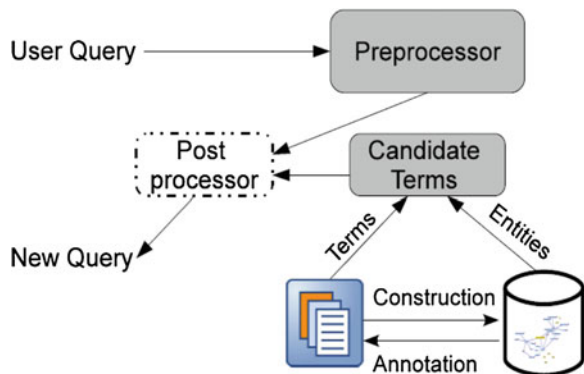 User Query
Preprocessor
Post
processor
Candidate
Terms
New Query
Terms
Entities
Construction
Annotation